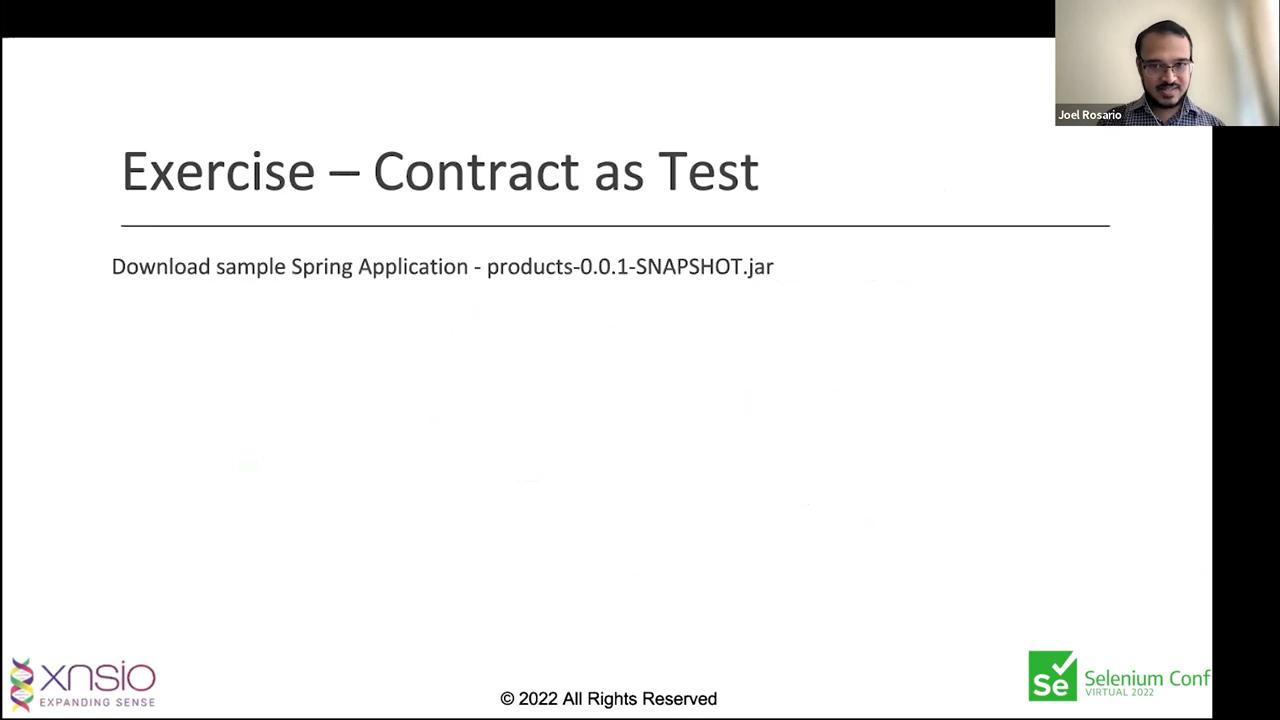 Joel Rosario
Exercise – Contract as Test
Download sample Spring Application - products-0.0.1-SNAPSHOT.jar
xnsio
EXPANDING SENSE
© 2022 All Rights Reserved
Se
Selenium Conf
VIRTUAL 2022